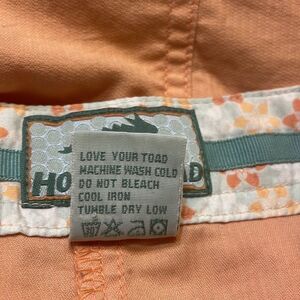 LOVE YOUR TOAD
MACHINE WASH COLD
DO NOT BLEACH
COOL IRON
TUMBLE DRY LOW